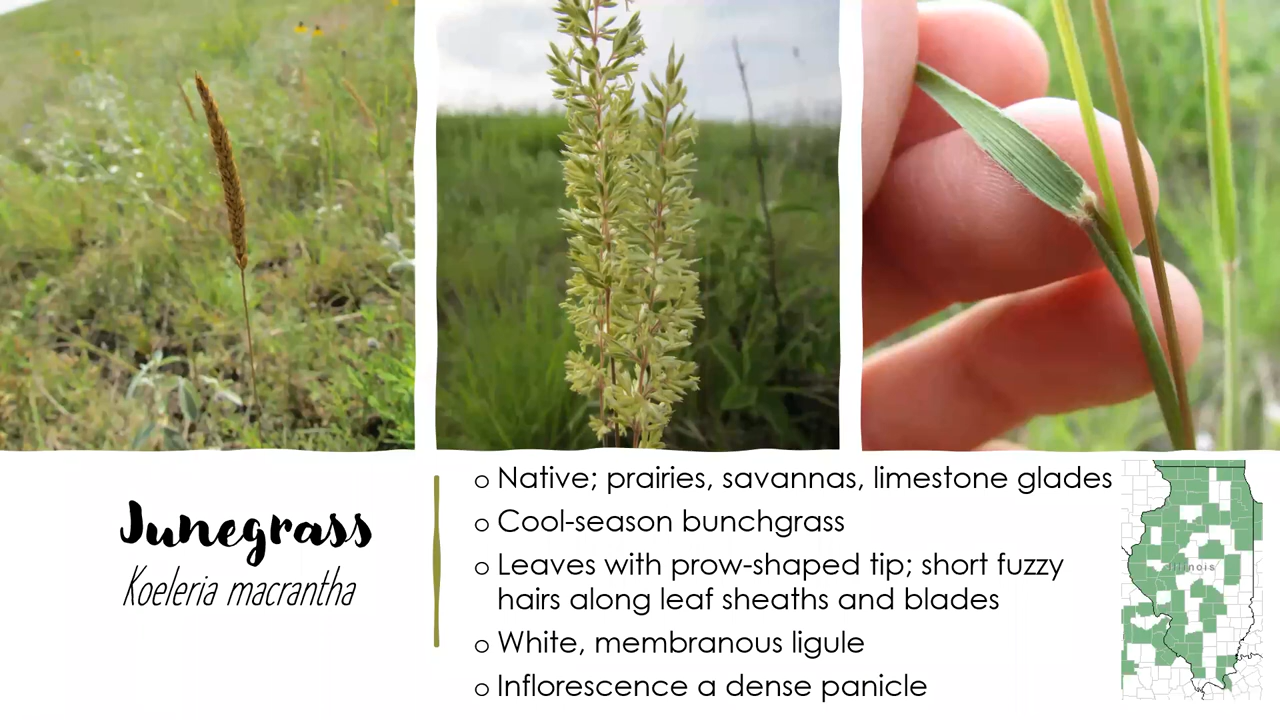 Junegrass
Koeleria macrantha
o Native; prairies, savannas, limestone glades
o Cool-season bunchgrass
o Leaves with prow-shaped tip; short fuzzy
hairs along leaf sheaths and blades
o White, membranous ligule
o Inflorescence a dense panicle
Illinois